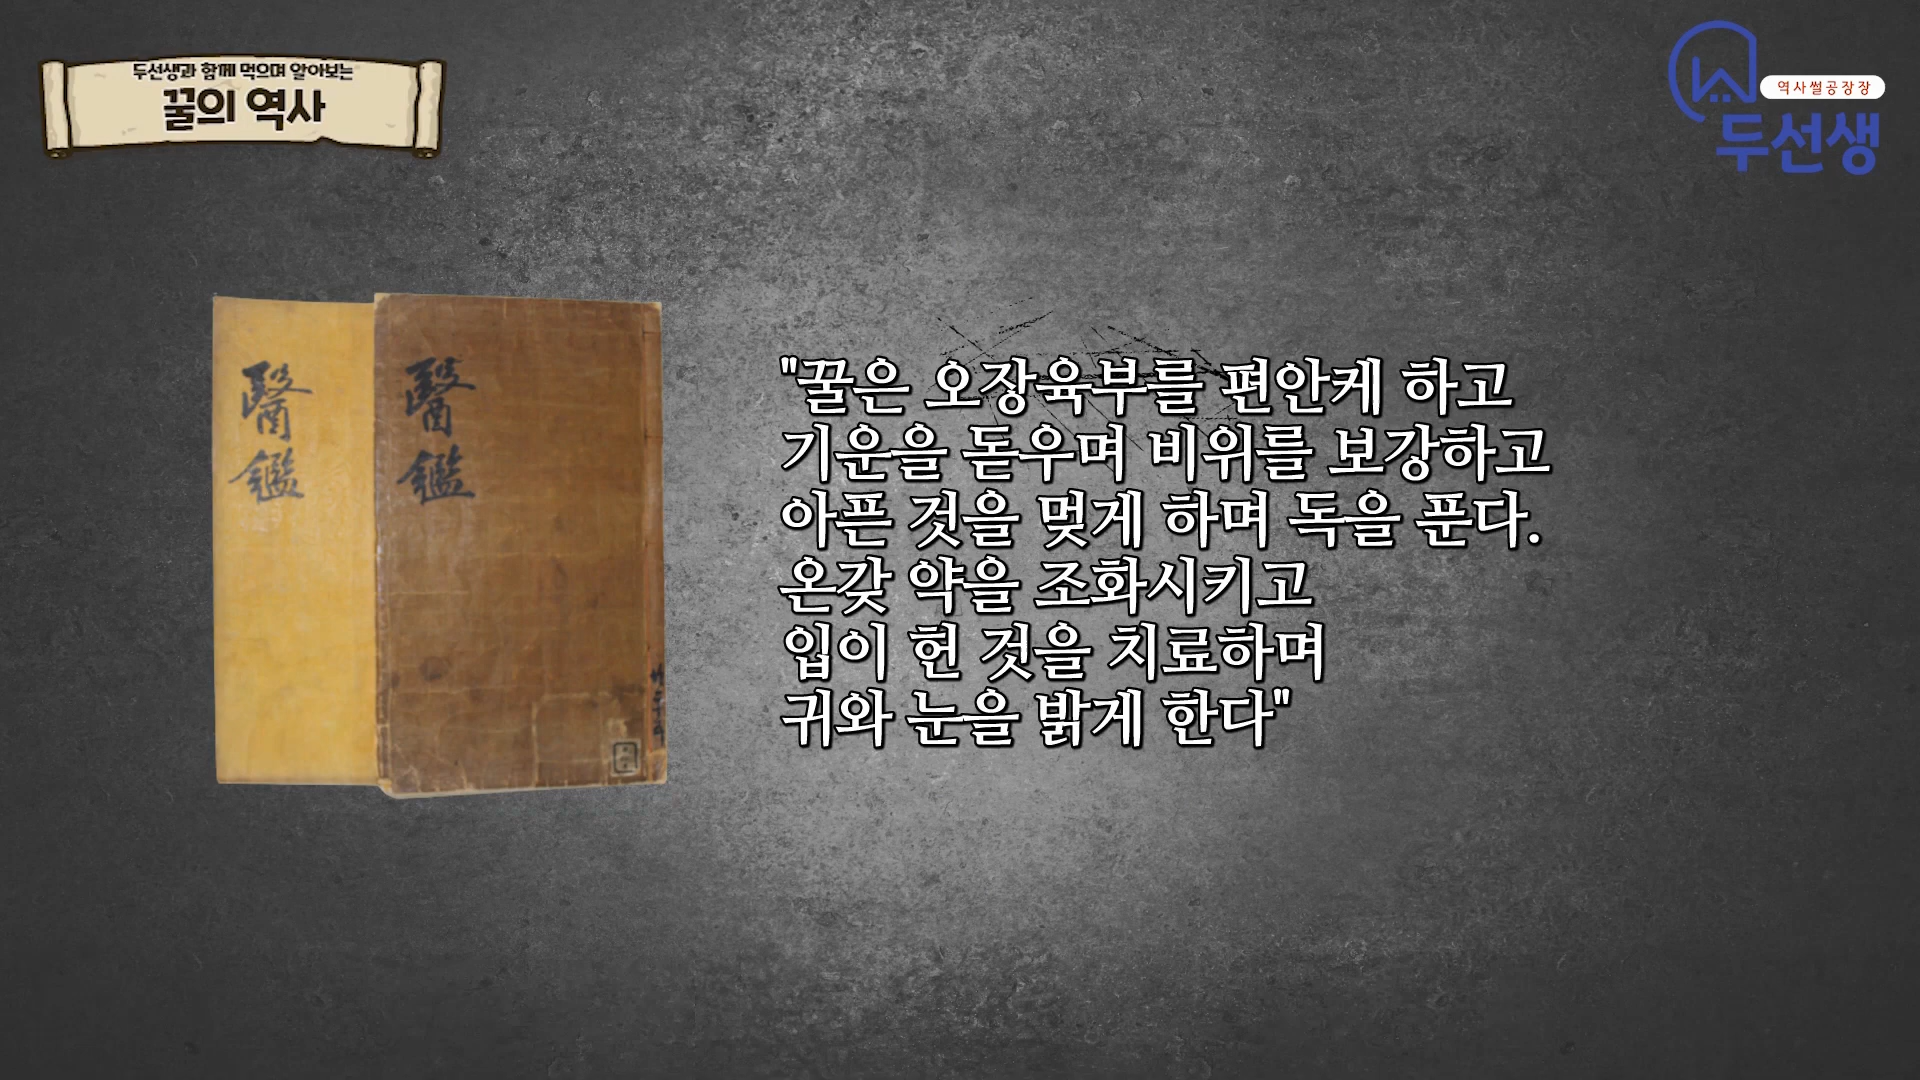 두선생과 함께 먹으며 알아보는
꿀의 역사
역사썰공장장
두선생
醫鑑
醫鑑
"꿀은 오장육부를 편안케 하고
기운을 돋우며 비위를 보강하고
아픈 것을 멎게 하며 독을 푼다.
온갖 약을 조화시키고
입이 헌 것을 치료하며
귀와 눈을 밝게 한다"